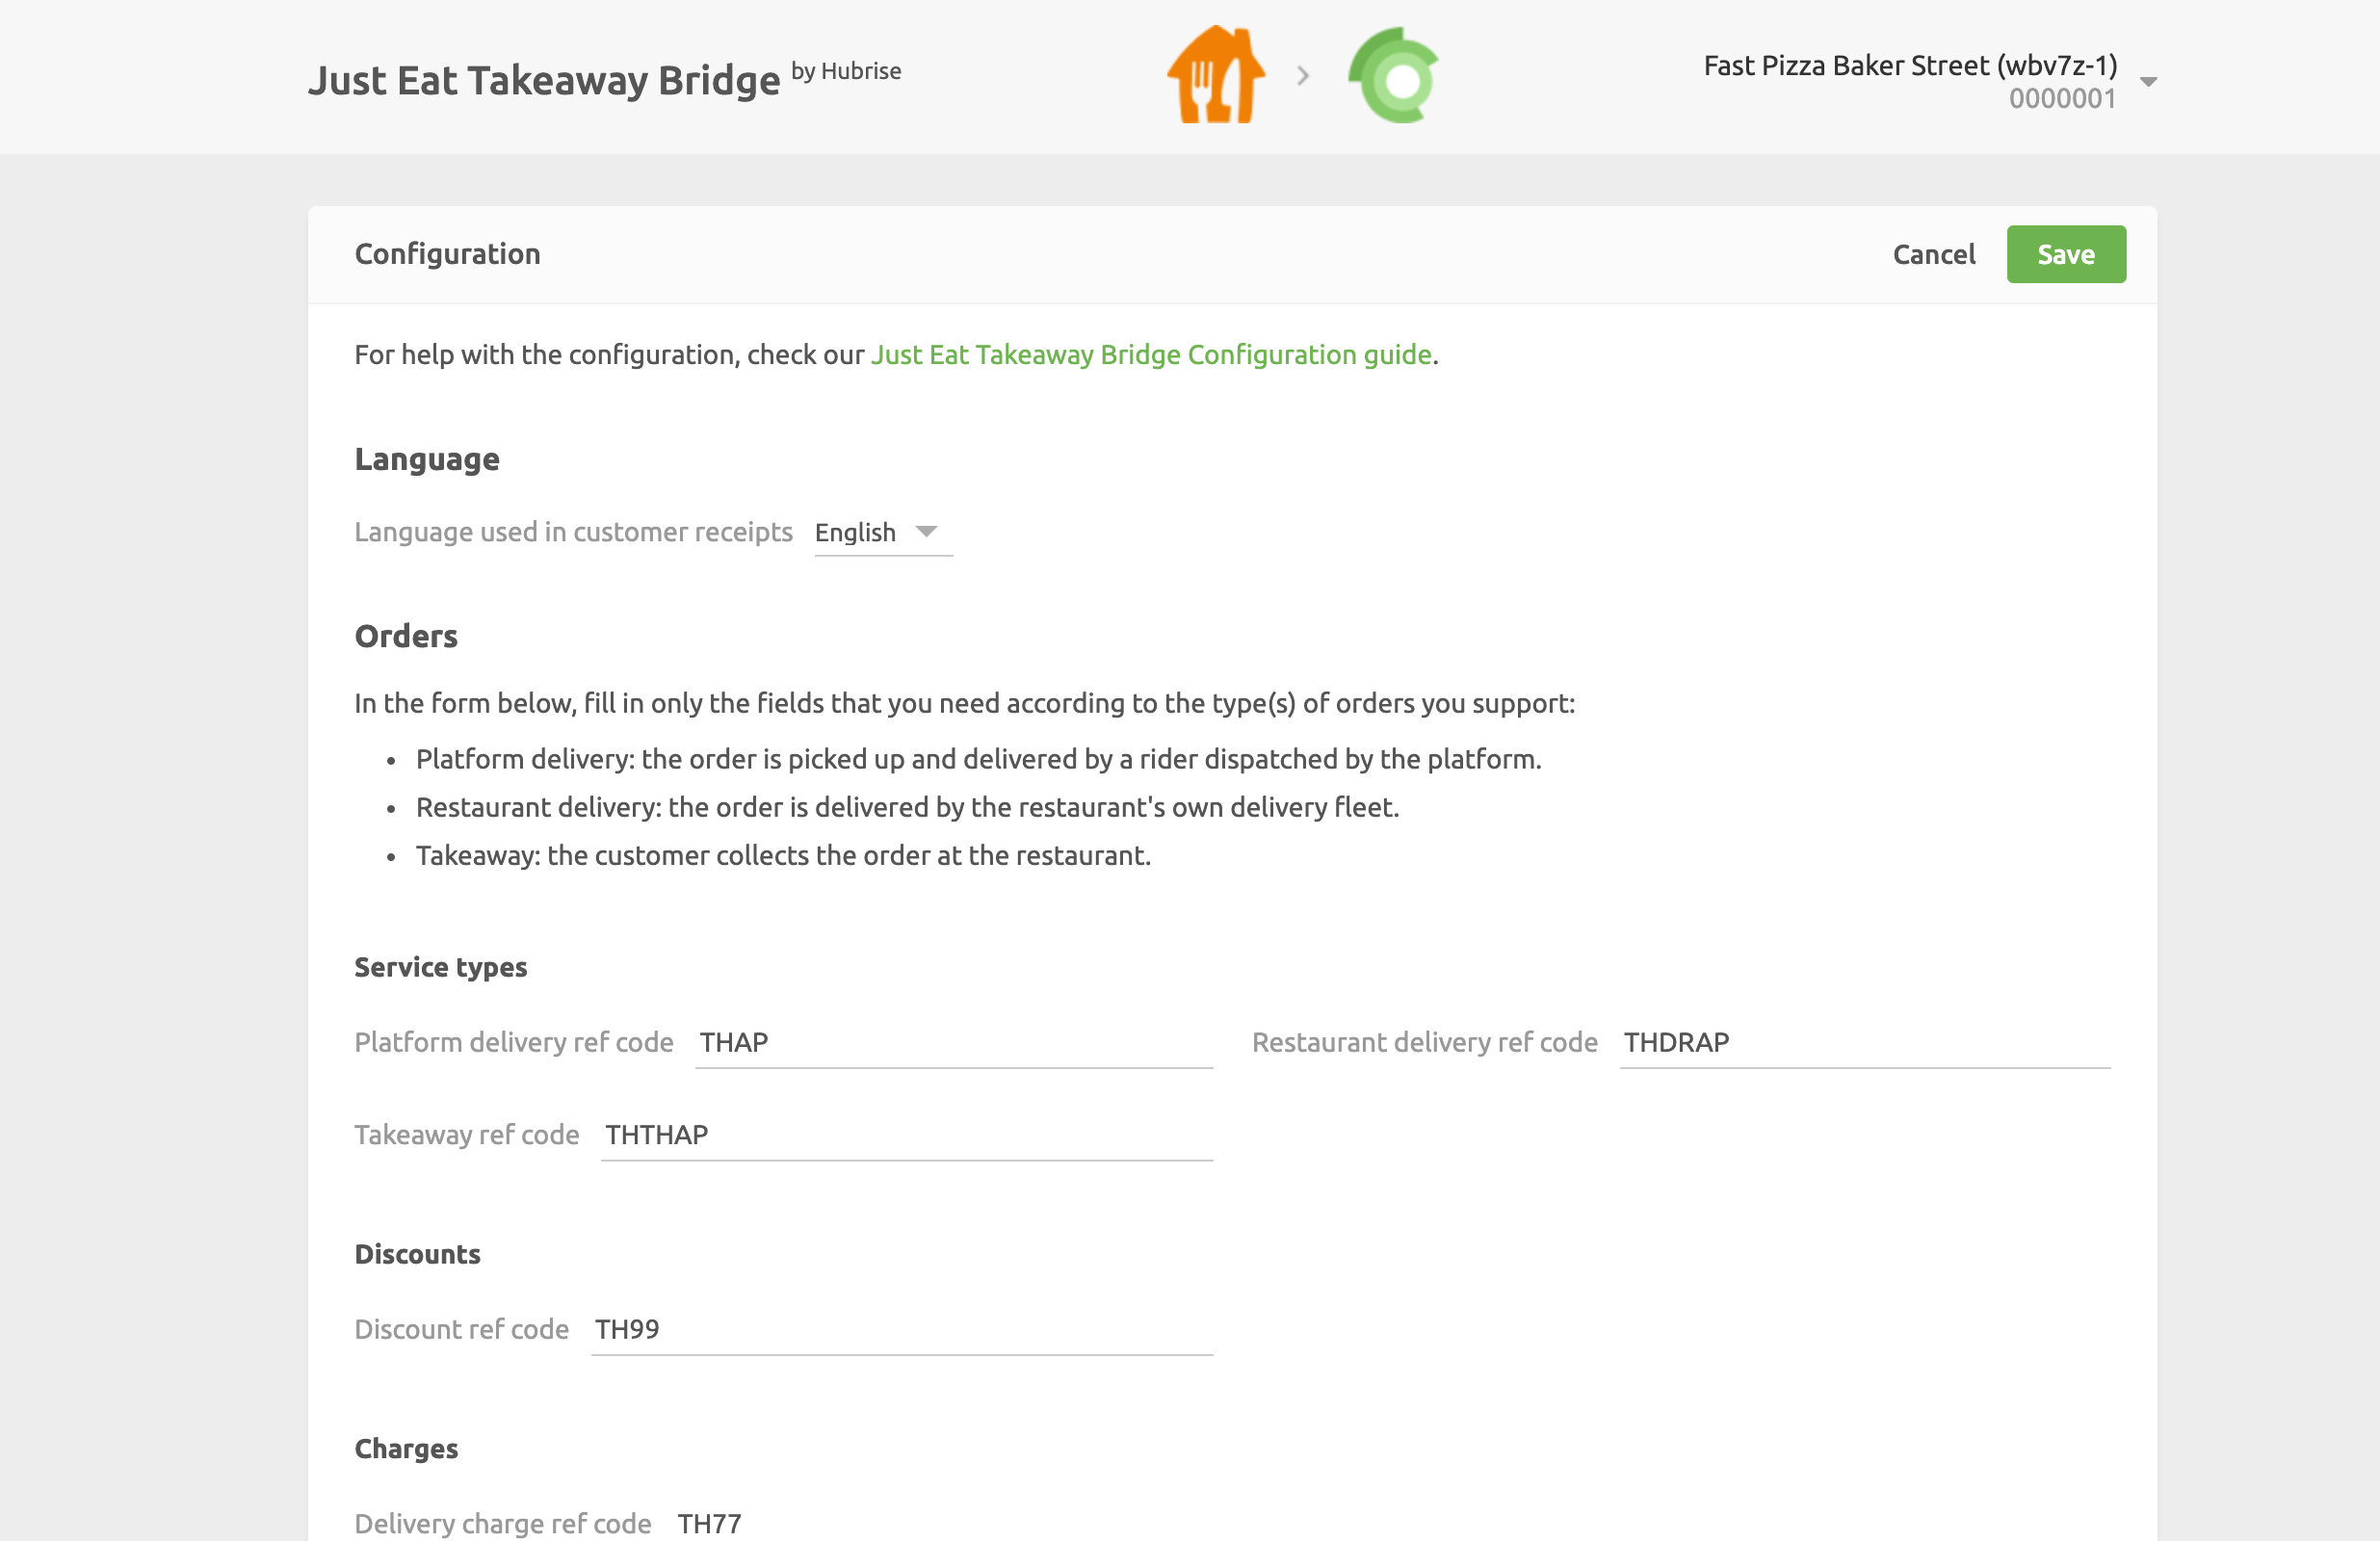 Just Eat Takeaway Bridge by Hubrise
Fast Pizza Baker Street (wbv7z-1)
0000001
Configuration
Cancel
Save
For help with the configuration, check our Just Eat Takeaway Bridge Configuration guide.
Language
Language used in customer receipts English
Orders
In the form below, fill in only the fields that you need according to the type(s) of orders you support:
• Platform delivery: the order is picked up and delivered by a rider dispatched by the platform.
• Restaurant delivery: the order is delivered by the restaurant's own delivery fleet.
• Takeaway: the customer collects the order at the restaurant.
Service types
Platform delivery ref code THAP
Restaurant delivery ref code THDRAP
Takeaway ref code THTHAP
Discounts
Discount ref code TH99
Charges
Delivery charge ref code TH77